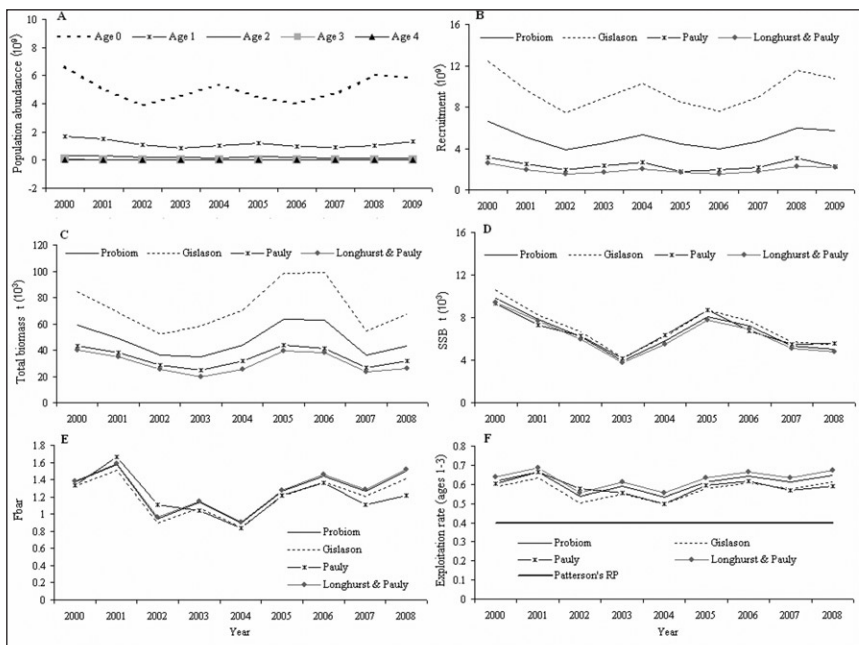 A
Age 0 Age 1 Age 2 Age 3 Age 4
Population abundancce (10⁹)
10
8
6
4
2
0
-2
2000 2001 2002 2003 2004 2005 2006 2007 2008 2009
B
Probiom Gislason Pauly Longhurst & Pauly
Recruitment (10⁹)
16
12
8
4
0
2000 2001 2002 2003 2004 2005 2006 2007 2008 2009
C
Probiom Gislason Pauly Longhurst & Pauly
Total biomass t (10³)
120
100
80
60
40
20
0
2000 2001 2002 2003 2004 2005 2006 2007 2008
D
Probiom Gislason Pauly Longhurst & Pauly
SSB t (10³)
16
12
8
4
0
2000 2001 2002 2003 2004 2005 2006 2007 2008
E
Fbar
1.8
1.6
1.4
1.2
1
0.8
0.6
0.4
0.2
0
Probiom
Gislason
Pauly
Longhurst & Pauly
2000 2001 2002 2003 2004 2005 2006 2007 2008
Year
F
Exploitation rate (ages 1-3)
0.8
0.7
0.6
0.5
0.4
0.3
0.2
0.1
0.0
Probiom Gislason
Pauly Longhurst & Pauly
Patterson's RP
2000 2001 2002 2003 2004 2005 2006 2007 2008
Year